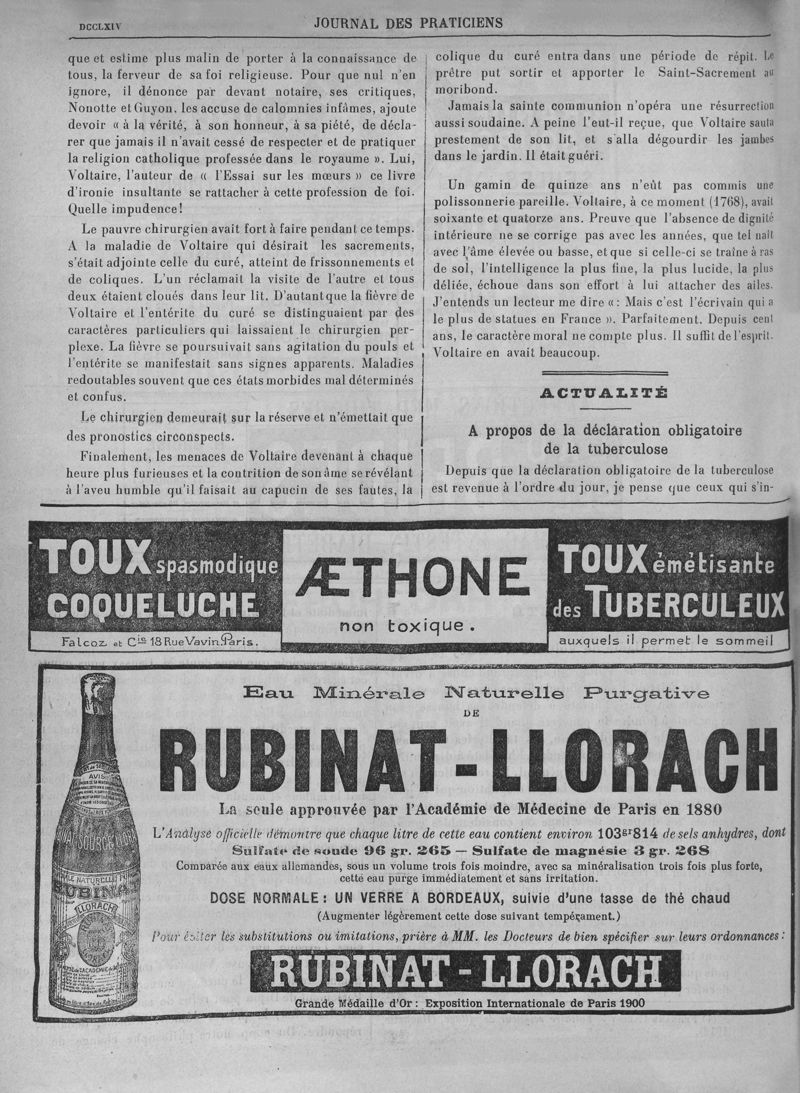 DCCLXIV
JOURNAL DES PRATICIENS
que et estime plus malin de porter à la connaissance de
tous, la ferveur de sa foi religieuse. Pour que nul n'en
ignore, il dénonce par devant notaire, ses critiques,
Nonotte et Guyon, les accuse de calomnies infâmes, ajoute
devoir « à la vérité, à son honneur, à sa piété, de décla-
rer que jamais il n'avait cessé de respecter et de pratiquer
la religion catholique professée dans le royaume ». Lui,
Voltaire, l'auteur de « l'Essai sur les mœurs » ce livre
d'ironie insultante se rattacher à cette profession de foi.
Quelle impudence !
Le pauvre chirurgien avait fort à faire pendant ce temps.
A la maladie de Voltaire qui désirait les sacrements,
s'était adjointe celle du curé, atteint de frissonnements et
de coliques. L'un réclamait la visite de l'autre et tous
deux étaient cloués dans leur lit. D'autant que la fièvre de
Voltaire et l'entérite du curé se distinguaient par des
caractères particuliers qui laissaient le chirurgien per-
plexe. La fièvre se poursuivait sans agitation du pouls et
l'entérite se manifestait sans signes apparents. Maladies
redoutables souvent que ces états morbides mal déterminés
et confus.
Le chirurgien demeurait sur la réserve et n'émettait que
des pronostics circonspects.
Finalement, les menaces de Voltaire devenant à chaque
heure plus furieuses et la contrition de son âme se révélant
à l'aveu humble qu'il faisait au capucin de ses fautes, la
colique du curé entra dans une période de répit. Le
prêtre put sortir et apporter le Saint-Sacrement au
moribond.
Jamais la sainte communion n'opéra une résurrection
aussi soudaine. A peine l'eut-il reçue, que Voltaire sauta
prestement de son lit, et s'alla dégourdir les jambes
dans le jardin. Il était guéri.
Un gamin de quinze ans n'eût pas commis une
polissonnerie pareille. Voltaire, à ce moment (1768), avait
soixante et quatorze ans. Preuve que l'absence de dignité
intérieure ne se corrige pas avec les années, que tel naît
avec l'âme élevée ou basse, et que si celle-ci se traîne à ras
de sol, l'intelligence la plus fine, la plus lucide, la plus
déliée, échoue dans son effort à lui attacher des ailes.
J'entends un lecteur me dire « : Mais c'est l'écrivain qui a
le plus de statues en France ». Parfaitement. Depuis cent
ans, le caractère moral ne compte plus. Il suffit de l'esprit.
Voltaire en avait beaucoup.
ACTUALITÉ
A propos de la déclaration obligatoire
de la tuberculose
Depuis que la déclaration obligatoire de la tuberculose
est revenue à l'ordre du jour, je pense que ceux qui s'in-
TOUX spasmodique
COQUELUCHE
Falcoz et Cie 18 Rue Vavin. Paris.
ÆTHONE
non toxique.
TOUX émétisante
des TUBERCULEUX
auxquels il permet le sommeil
Eau Minérale Naturelle Purgative
DE
RUBINAT-LLORACH
La seule approuvée par l'Académie de Médecine de Paris en 1880
L'Analyse officielle démontre que chaque litre de cette eau contient environ 103gr814 de sels anhydres, dont
Sulfate de soude 96 gr. 265 — Sulfate de magnésie 3 gr. 268
Comparée aux eaux allemandes, sous un volume trois fois moindre, avec sa minéralisation trois fois plus forte,
cette eau purge immédiatement et sans irritation.
DOSE NORMALE : UN VERRE A BORDEAUX, suivie d'une tasse de thé chaud
(Augmenter légèrement cette dose suivant tempérament.)
Pour éviter les substitutions ou imitations, prière à MM. les Docteurs de bien spécifier sur leurs ordonnances :
RUBINAT-LLORACH
Grande Médaille d'Or : Exposition Internationale de Paris 1900
AVIS
RUBINAT
LLORACH